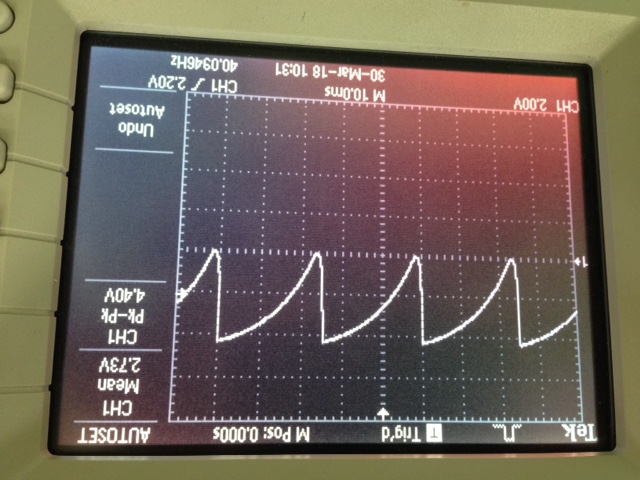 Tek T Trig'd M Pos: 0.000s AUTOSET
CH1
Mean
2.73V
CH1
Pk-Pk
4.40V
1
Undo
Autoset
CH1 2.00V M 10.0ms CH1 2.20V
30-Mar-18 10:31 40.0946Hz